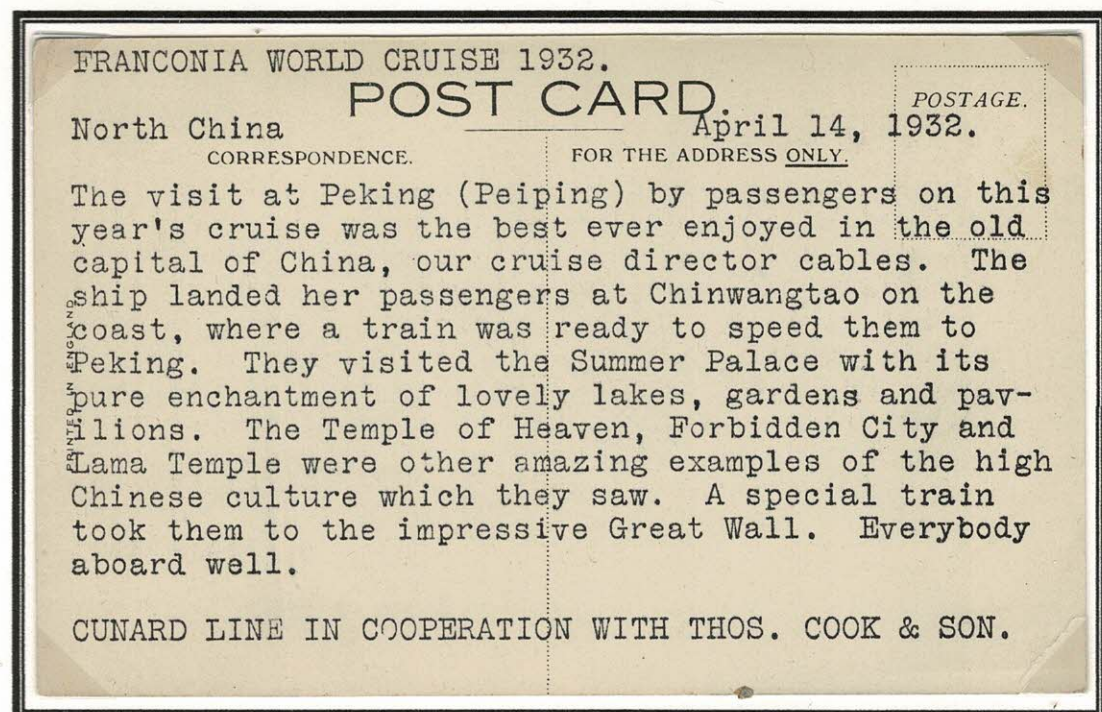 FRANCONIA WORLD CRUISE 1932.
POST CARD.
POSTAGE.
North China April 14, 1932.
CORRESPONDENCE. FOR THE ADDRESS ONLY.
The visit at Peking (Peiping) by passengers on this
year's cruise was the best ever enjoyed in the old
capital of China, our cruise director cables. The
ship landed her passengers at Chinwangtao on the
coast, where a train was ready to speed them to
Peking. They visited the Summer Palace with its
pure enchantment of lovely lakes, gardens and pav-
ilions. The Temple of Heaven, Forbidden City and
Lama Temple were other amazing examples of the high
Chinese culture which they saw. A special train
took them to the impressive Great Wall. Everybody
aboard well.
CUNARD LINE IN COOPERATION WITH THOS. COOK & SON.
PRINTED IN ENGLAND